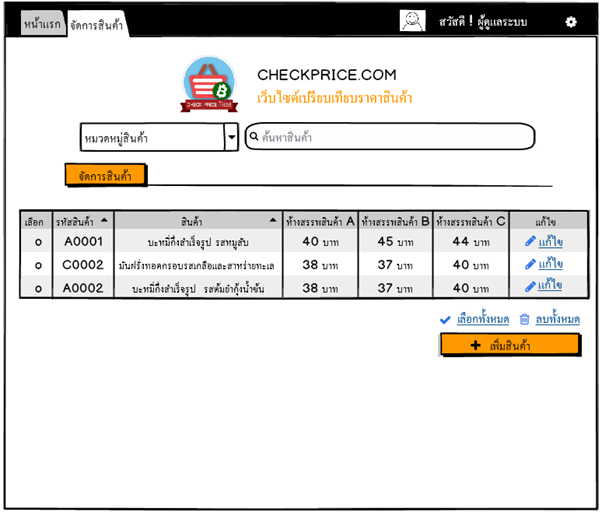 หน้าแรก จัดการสินค้า สวัสดี ! ผู้ดูแลระบบ
CHECKPRICE.COM
เว็บไซต์เปรียบเทียบราคาสินค้า
หมวดหมู่สินค้า ค้นหาสินค้า
จัดการสินค้า
เลือก รหัสสินค้า สินค้า ห้างสรรพสินค้า A ห้างสรรพสินค้า B ห้างสรรพสินค้า C แก้ไข
o A0001 บะหมี่กึ่งสำเร็จรูป รสหมูสับ 40 บาท 45 บาท 44 บาท แก้ไข
o C0002 มันฝรั่งทอดกรอบรสเกลือและสาหร่ายทะเล 38 บาท 37 บาท 40 บาท แก้ไข
o A0002 บะหมี่กึ่งสำเร็จรูป รสต้มยำกุ้งน้ำข้น 38 บาท 37 บาท 40 บาท แก้ไข
เลือกทั้งหมด ลบทั้งหมด
เพิ่มสินค้า